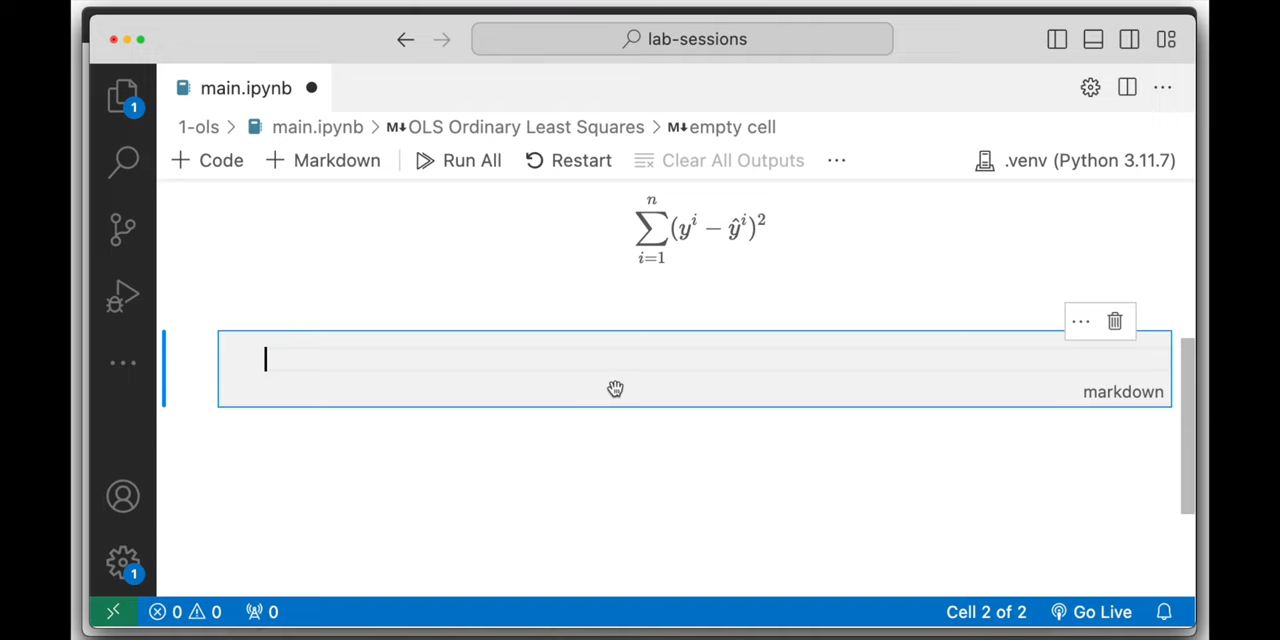 lab-sessions
main.ipynb
1-ols > main.ipynb > M↓OLS Ordinary Least Squares > M↓empty cell
+ Code + Markdown Run All Restart Clear All Outputs ... .venv (Python 3.11.7)
n
∑(yⁱ − ŷⁱ)²
i=1
markdown
1
1
0 0 0 Cell 2 of 2 Go Live